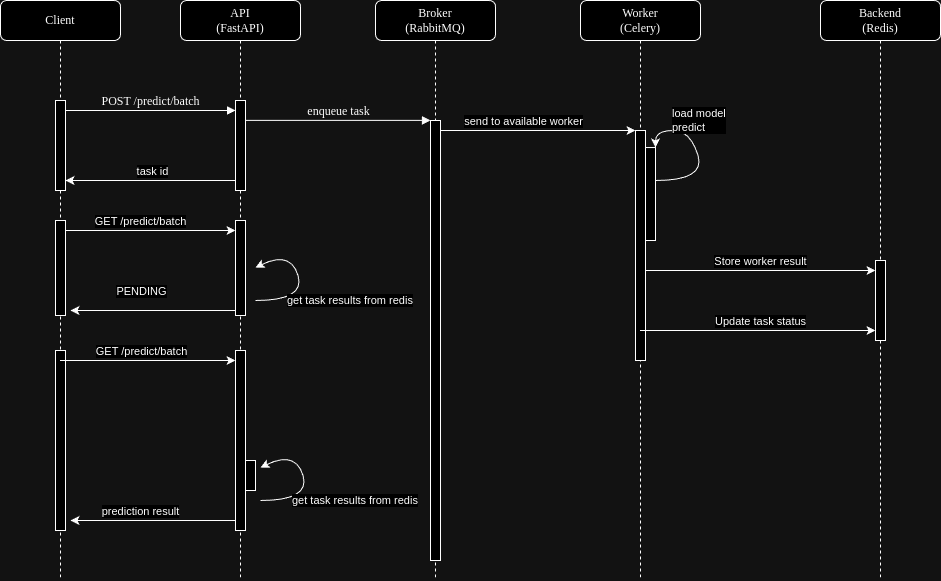 Client
API
(FastAPI)
Broker
(RabbitMQ)
Worker
(Celery)
Backend
(Redis)
POST /predict/batch
enqueue task
send to available worker
load model
predict
task id
GET /predict/batch
Store worker result
PENDING
get task results from redis
Update task status
GET /predict/batch
get task results from redis
prediction result